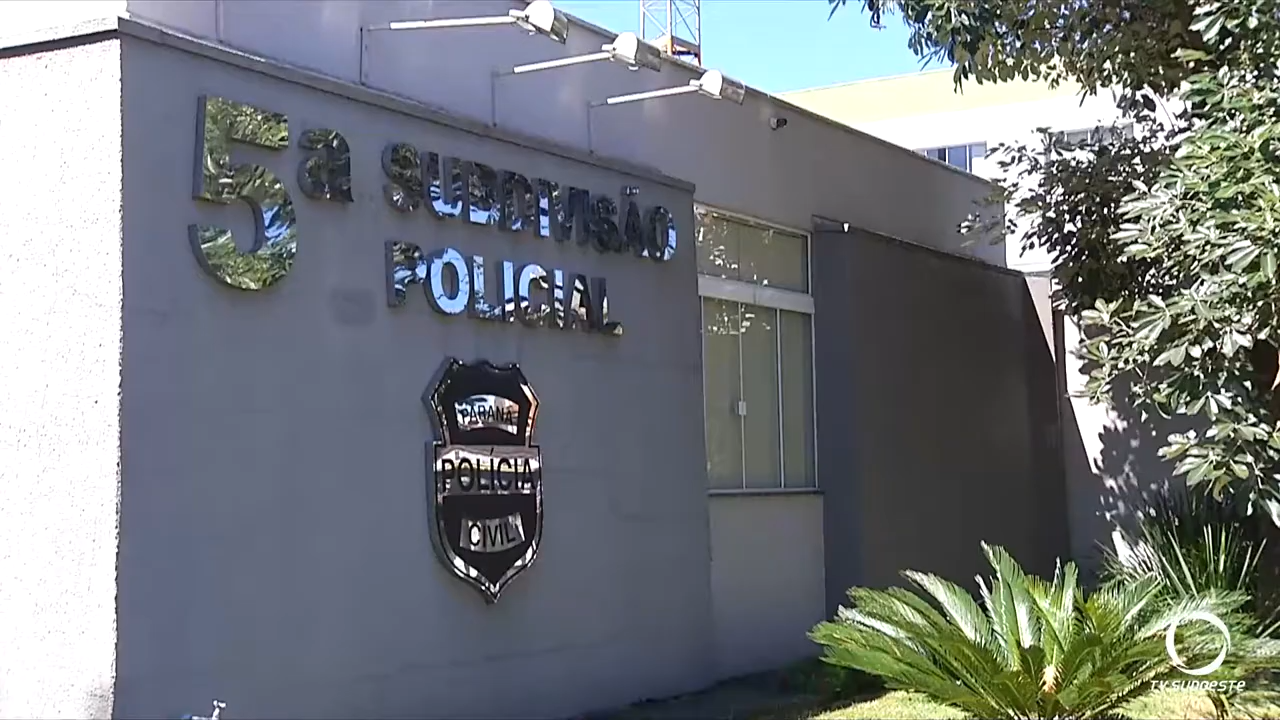 5ª SUBDIVISÃO
POLICIAL
PARANÁ
POLÍCIA
CIVIL
TV SUDOESTE